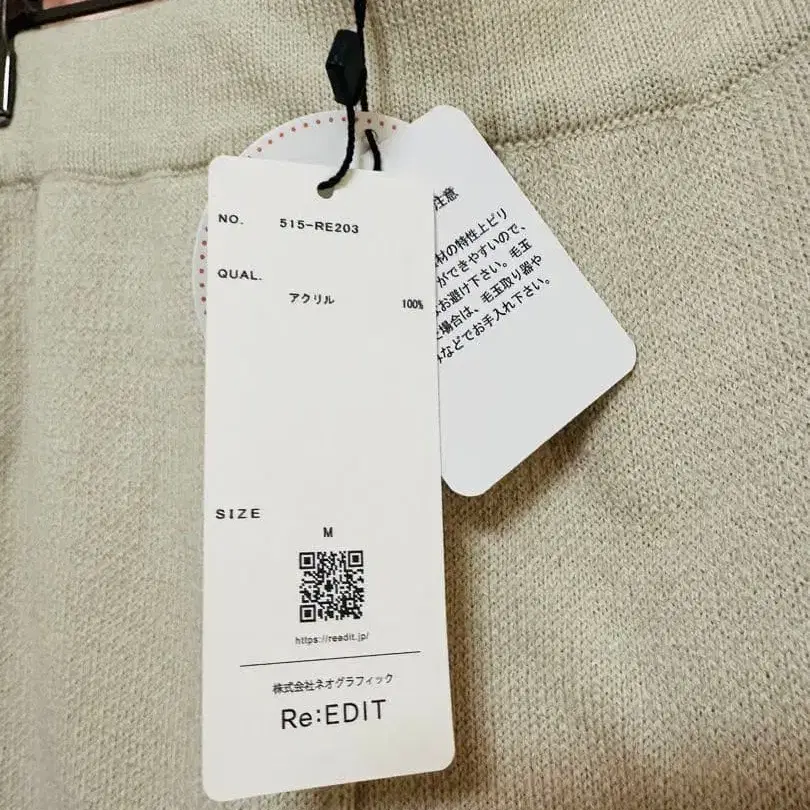 NO. 515-RE203
QUAL.
アクリル 100%
SIZE
M
https://reedit.jp/
株式会社ネオグラフィック
Re:EDIT
注意
材の特性上ピリ
ができやすいので、
お避け下さい。毛玉
場合は、毛玉取り器や
などでお手入れ下さい。